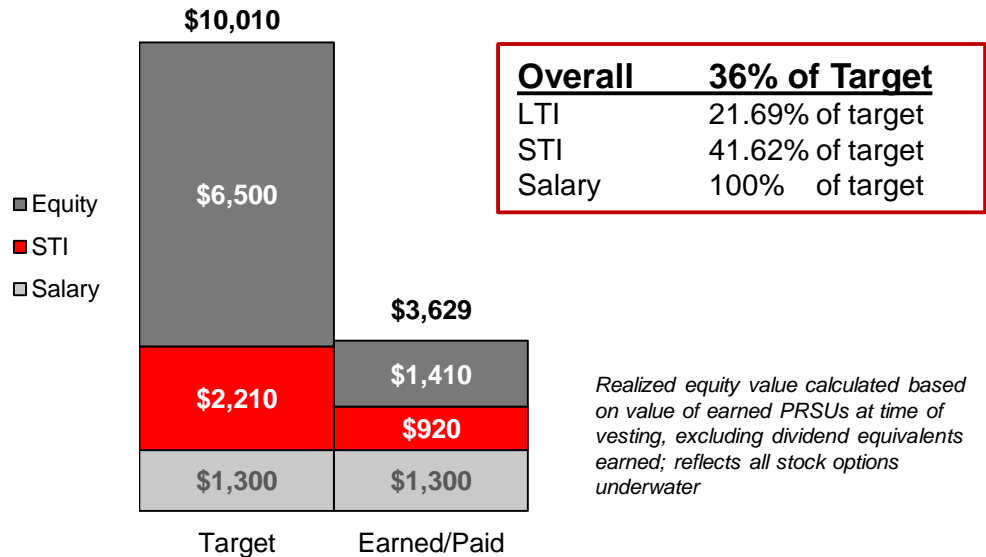 $10,010
Overall 36% of Target
LTI 21.69% of target
STI 41.62% of target
Salary 100% of target
Equity
STI
Salary
$6,500
$2,210
$1,300
$3,629
$1,410
$920
$1,300
Realized equity value calculated based
on value of earned PRSUs at time of
vesting, excluding dividend equivalents
earned; reflects all stock options
underwater
Target
Earned/Paid